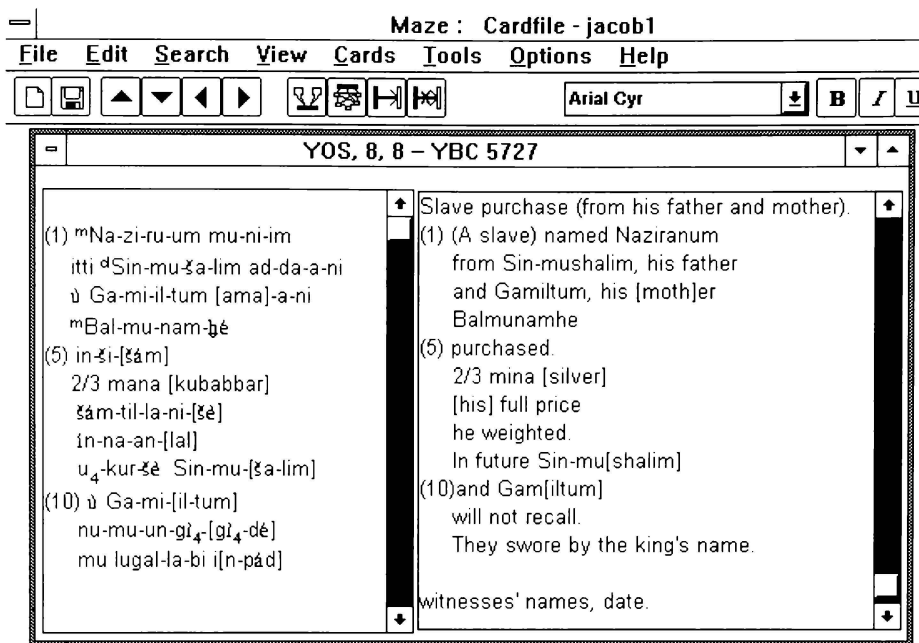 Maze : Cardfile - jacob1
File Edit Search View Cards Tools Options Help
Arial Cyr B I U
YOS, 8, 8 – YBC 5727
(1) ᵐNa-zi-ru-um mu-ni-im
itti ᵈSin-mu-ša-lim ad-da-a-ni
ù Ga-mi-il-tum [ama]-a-ni
ᵐBal-mu-nam-ḫé
(5) in-ši-[šám]
2/3 mana [kubabbar]
šám-til-la-ni-[šè]
ín-na-an-[lal]
u₄-kur-šè Sin-mu-[ša-lim]
(10) ù Ga-mi-[il-tum]
nu-mu-un-gì₄-[gì₄-dé]
mu lugal-la-bi i[n-pád]
Slave purchase (from his father and mother).
(1) (A slave) named Naziranum
from Sin-mushalim, his father
and Gamiltum, his [moth]er
Balmunamhe
(5) purchased.
2/3 mina [silver]
[his] full price
he weighted.
In future Sin-mu[shalim]
(10)and Gam[iltum]
will not recall.
They swore by the king's name.
witnesses' names, date.